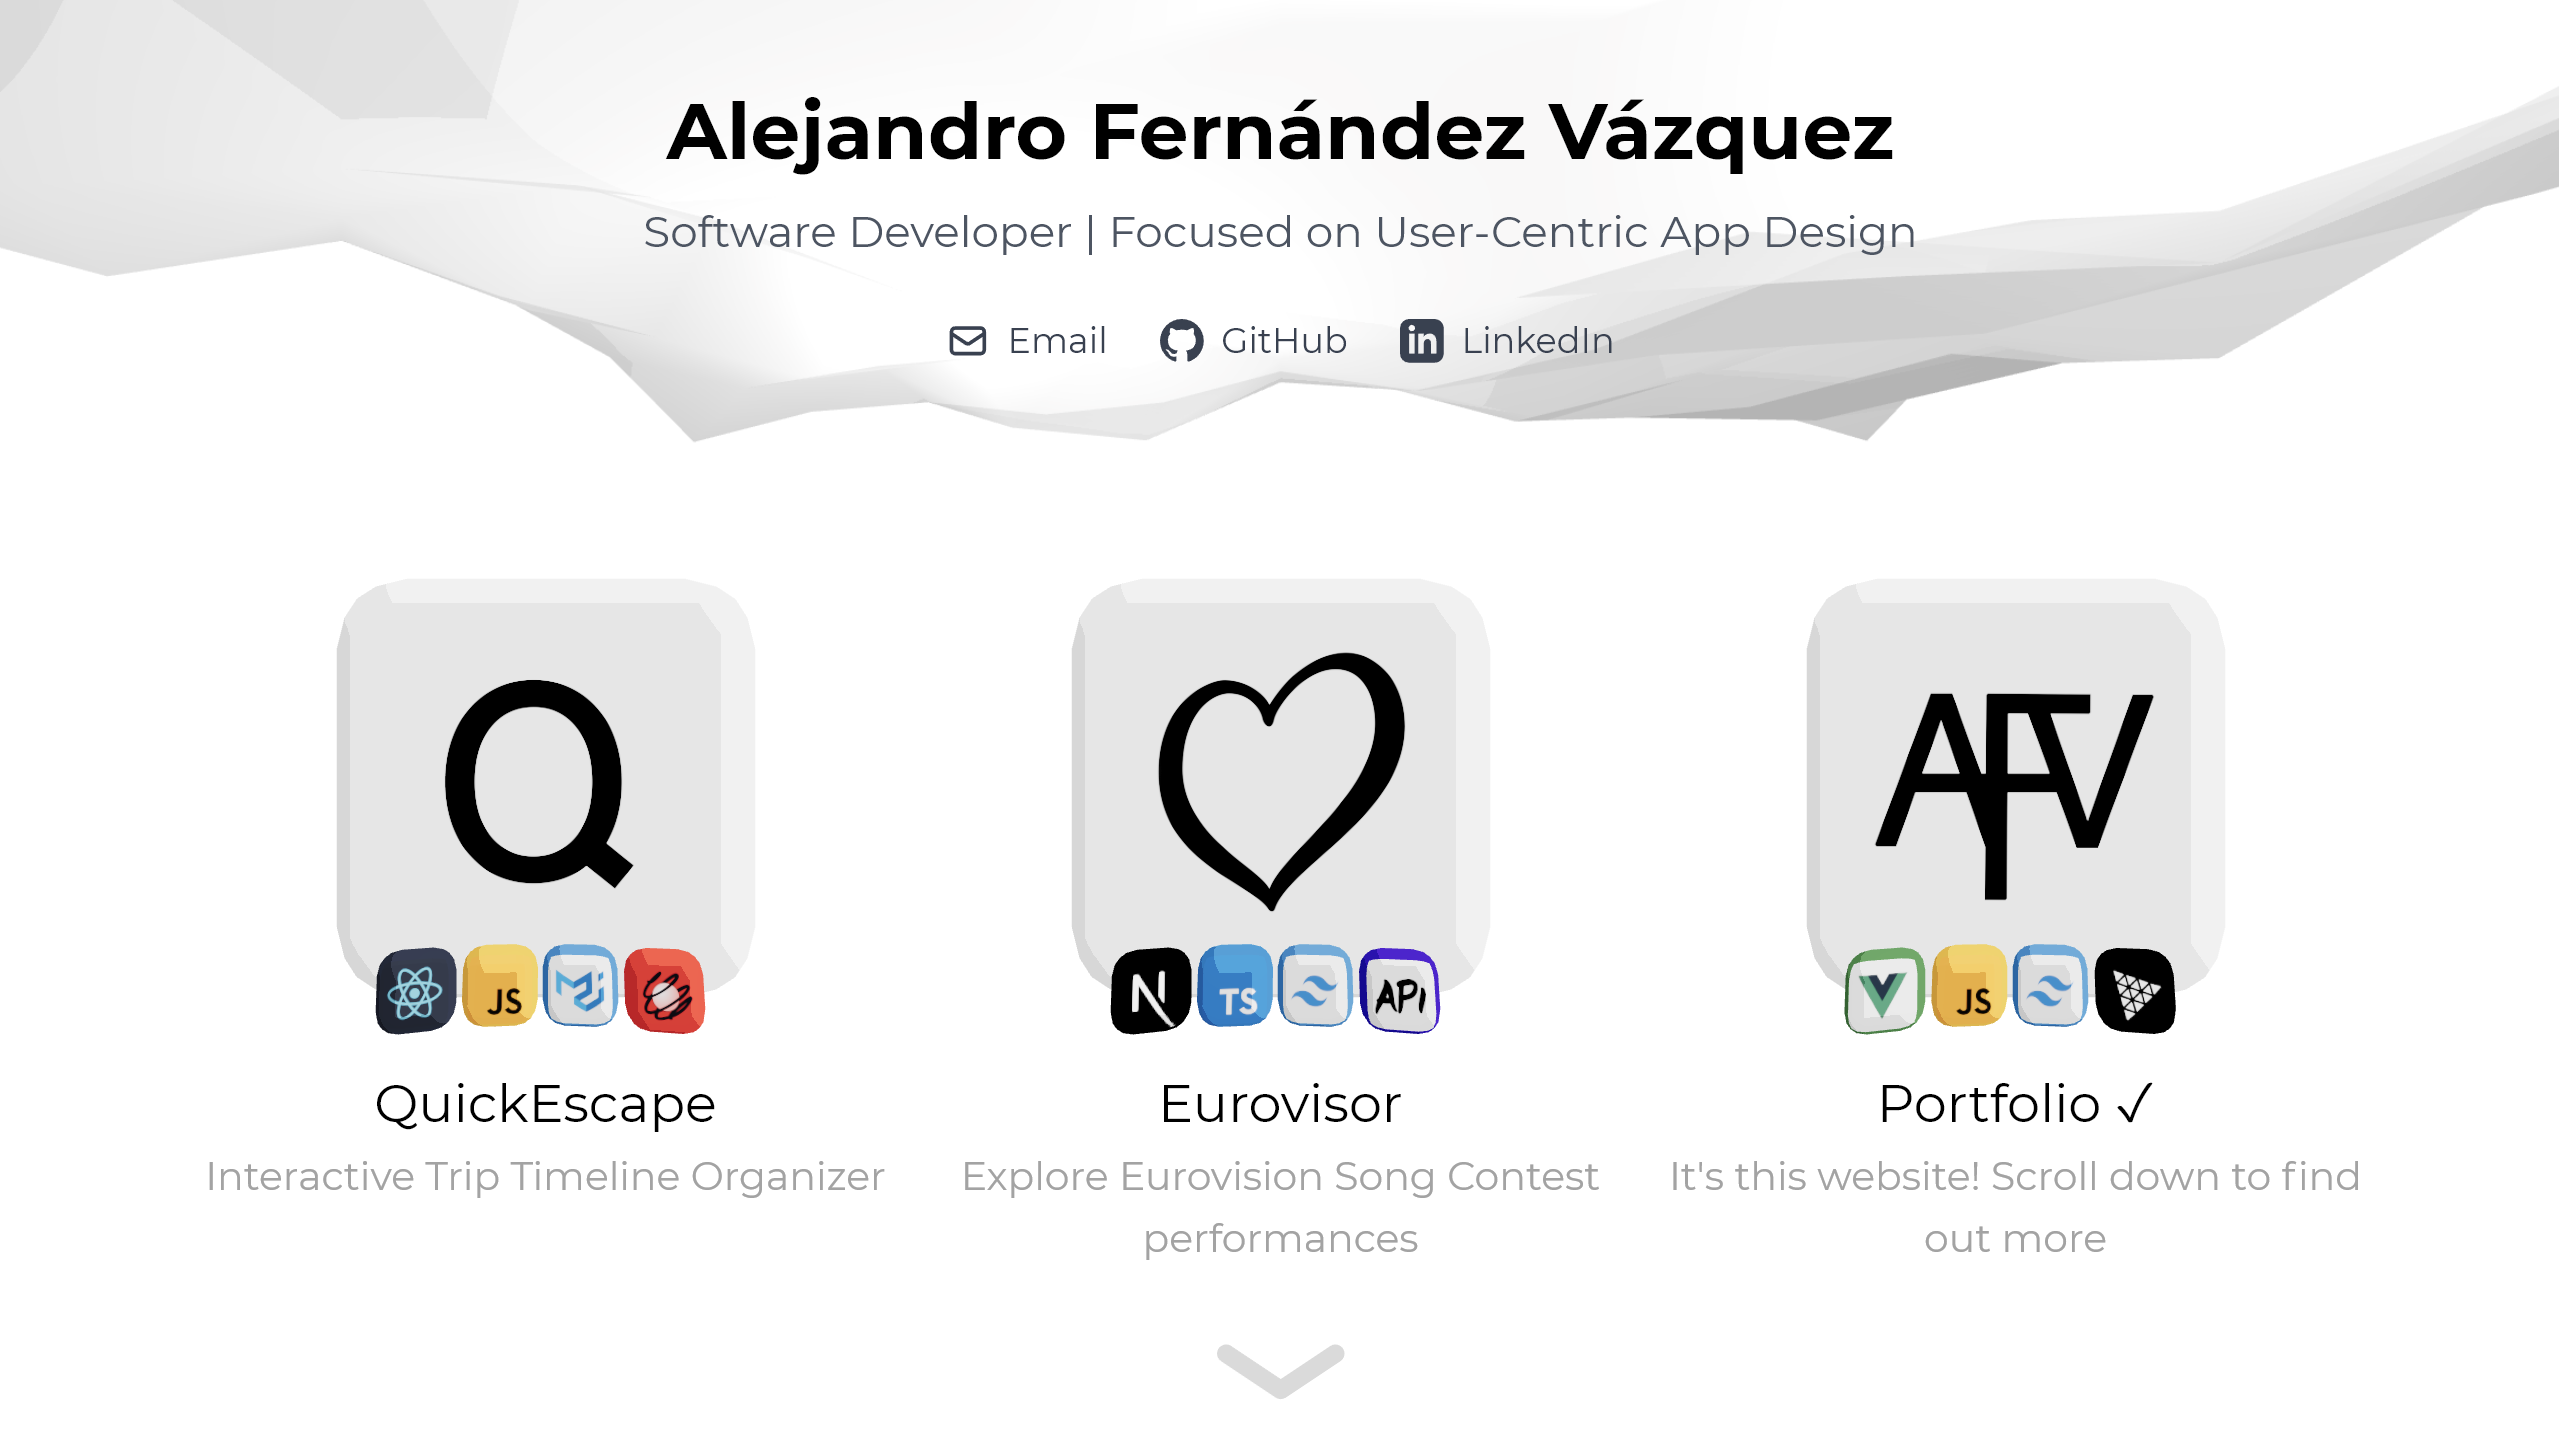 Alejandro Fernández Vázquez
Software Developer | Focused on User-Centric App Design
Email GitHub LinkedIn
Q
AFV
JS
N TS API
JS
QuickEscape Eurovisor Portfolio ✓
Interactive Trip Timeline Organizer
Explore Eurovision Song Contest
performances
It's this website! Scroll down to find
out more